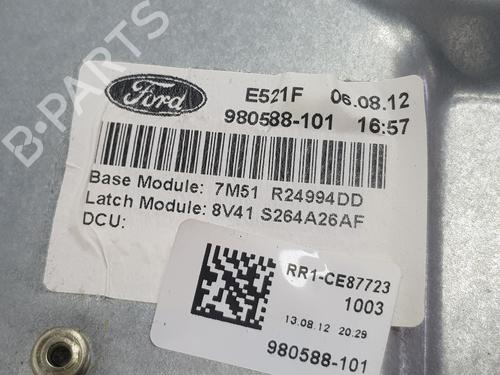 Ford E521F 06.08.12
980588-101 16:57
Base Module: 7M51 R24994DD
Latch Module: 8V41 S264A26AF
DCU:
RR1-CE87723
1003
13.08.12 20:29
980588-101
B-PARTS